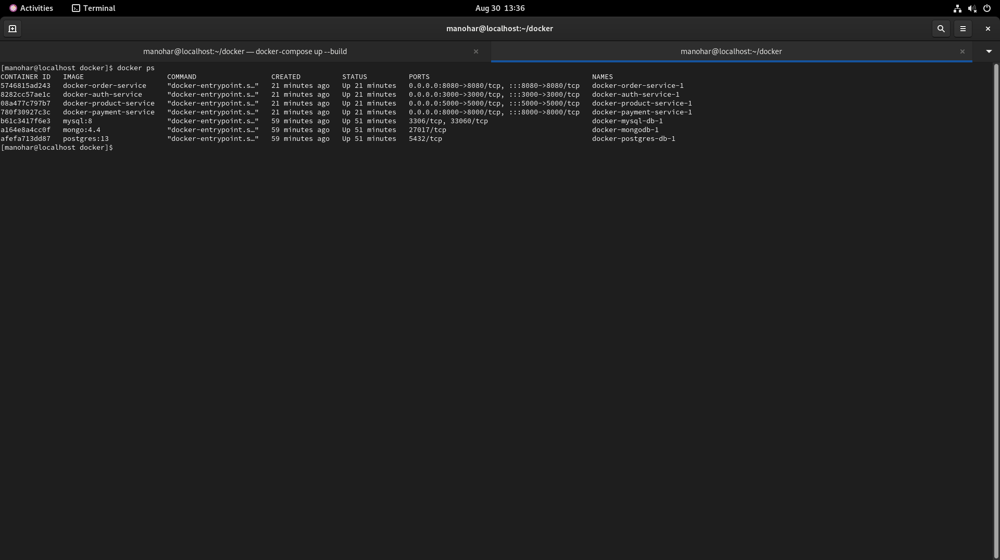 Activities Terminal Aug 30 13:36
manohar@localhost:~/docker
manohar@localhost:~/docker — docker-compose up --build manohar@localhost:~/docker
[manohar@localhost docker]$ docker ps
CONTAINER ID IMAGE COMMAND CREATED STATUS PORTS NAMES
5746815ad243 docker-order-service "docker-entrypoint.s…" 21 minutes ago Up 21 minutes 0.0.0.0:8080->8080/tcp, :::8080->8080/tcp docker-order-service-1
8282cc57ae1c docker-auth-service "docker-entrypoint.s…" 21 minutes ago Up 21 minutes 0.0.0.0:3000->3000/tcp, :::3000->3000/tcp docker-auth-service-1
08a477c797b7 docker-product-service "docker-entrypoint.s…" 21 minutes ago Up 21 minutes 0.0.0.0:5000->5000/tcp, :::5000->5000/tcp docker-product-service-1
780f30927c3c docker-payment-service "docker-entrypoint.s…" 21 minutes ago Up 21 minutes 0.0.0.0:8000->8000/tcp, :::8000->8000/tcp docker-payment-service-1
b61c3417f6e3 mysql:8 "docker-entrypoint.s…" 59 minutes ago Up 51 minutes 3306/tcp, 33060/tcp docker-mysql-db-1
a164e8a4cc0f mongo:4.4 "docker-entrypoint.s…" 59 minutes ago Up 51 minutes 27017/tcp docker-mongodb-1
afefa713dd87 postgres:13 "docker-entrypoint.s…" 59 minutes ago Up 51 minutes 5432/tcp docker-postgres-db-1
[manohar@localhost docker]$